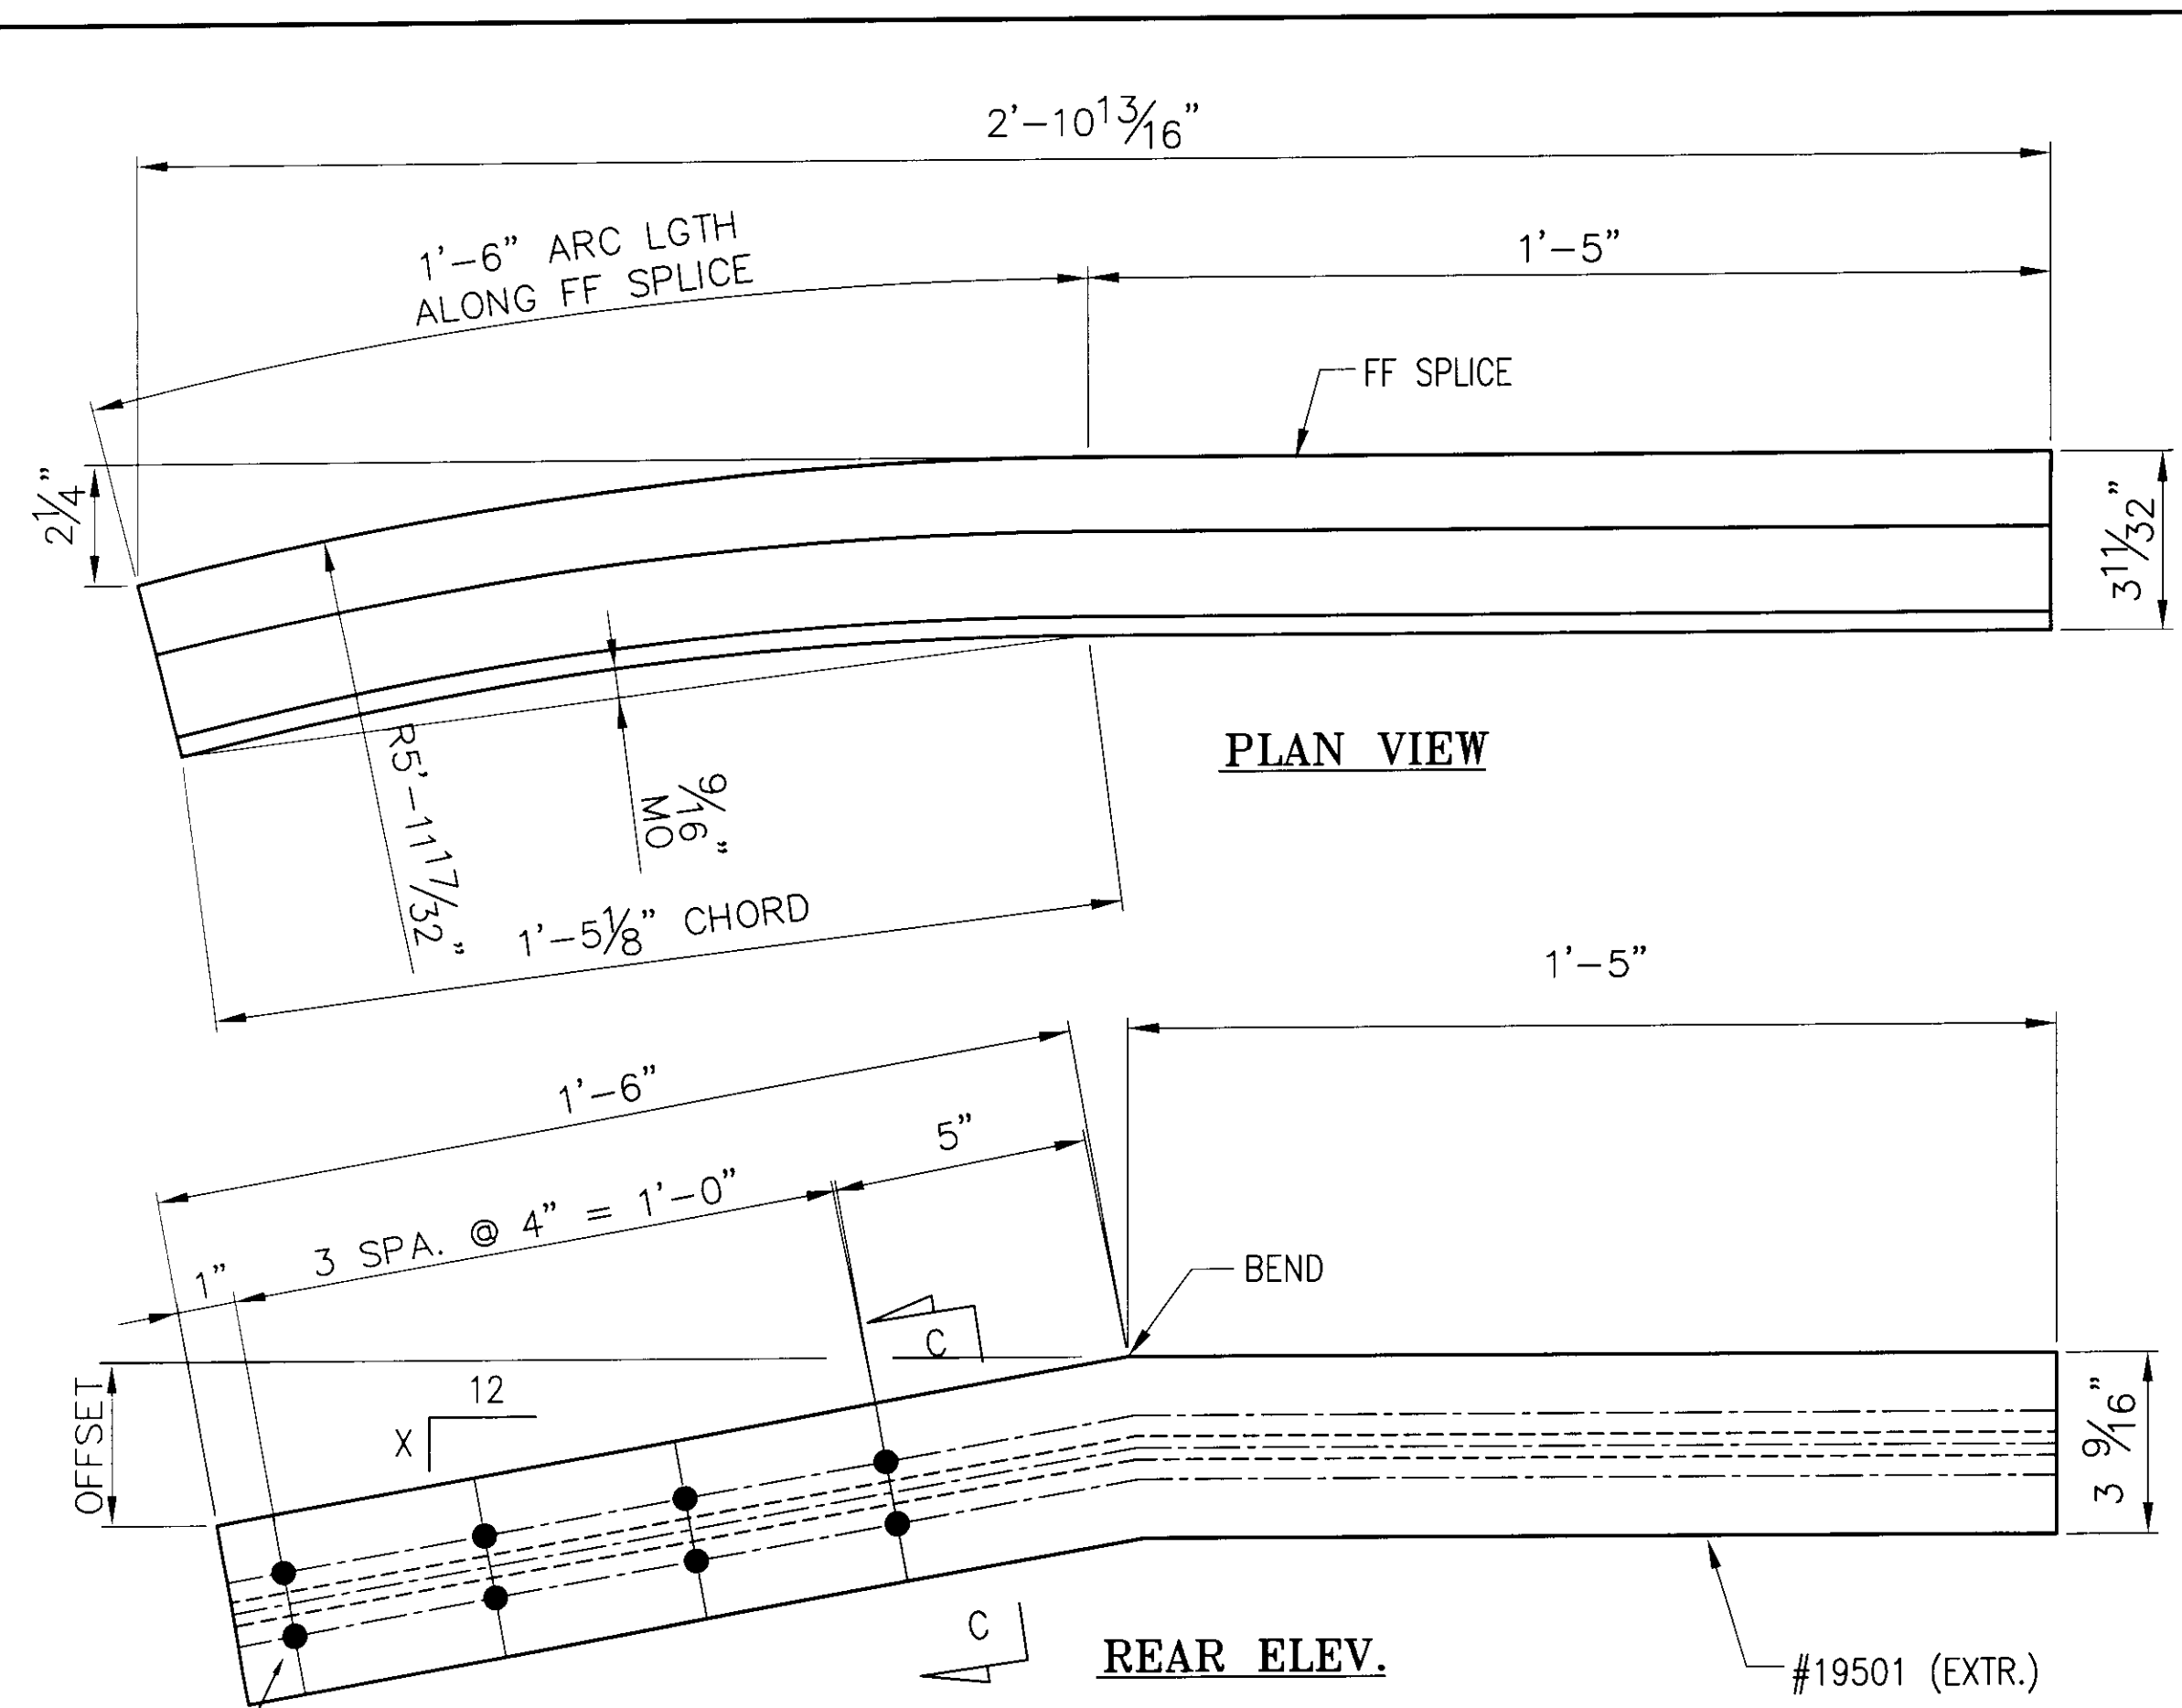 2'-10 13/16"
1'-6" ARC LGTH
ALONG FF SPLICE
1'-5"
FF SPLICE
2 1/4"
3 11/32"
R5'-11 17/32"
9/16"
MO
1'-5 1/8" CHORD
PLAN VIEW
1'-5"
1'-6"
5"
3 SPA. @ 4" = 1'-0"
1"
BEND
C
OFFSET
12
X
3 9/16"
C
REAR ELEV.
#19501 (EXTR.)